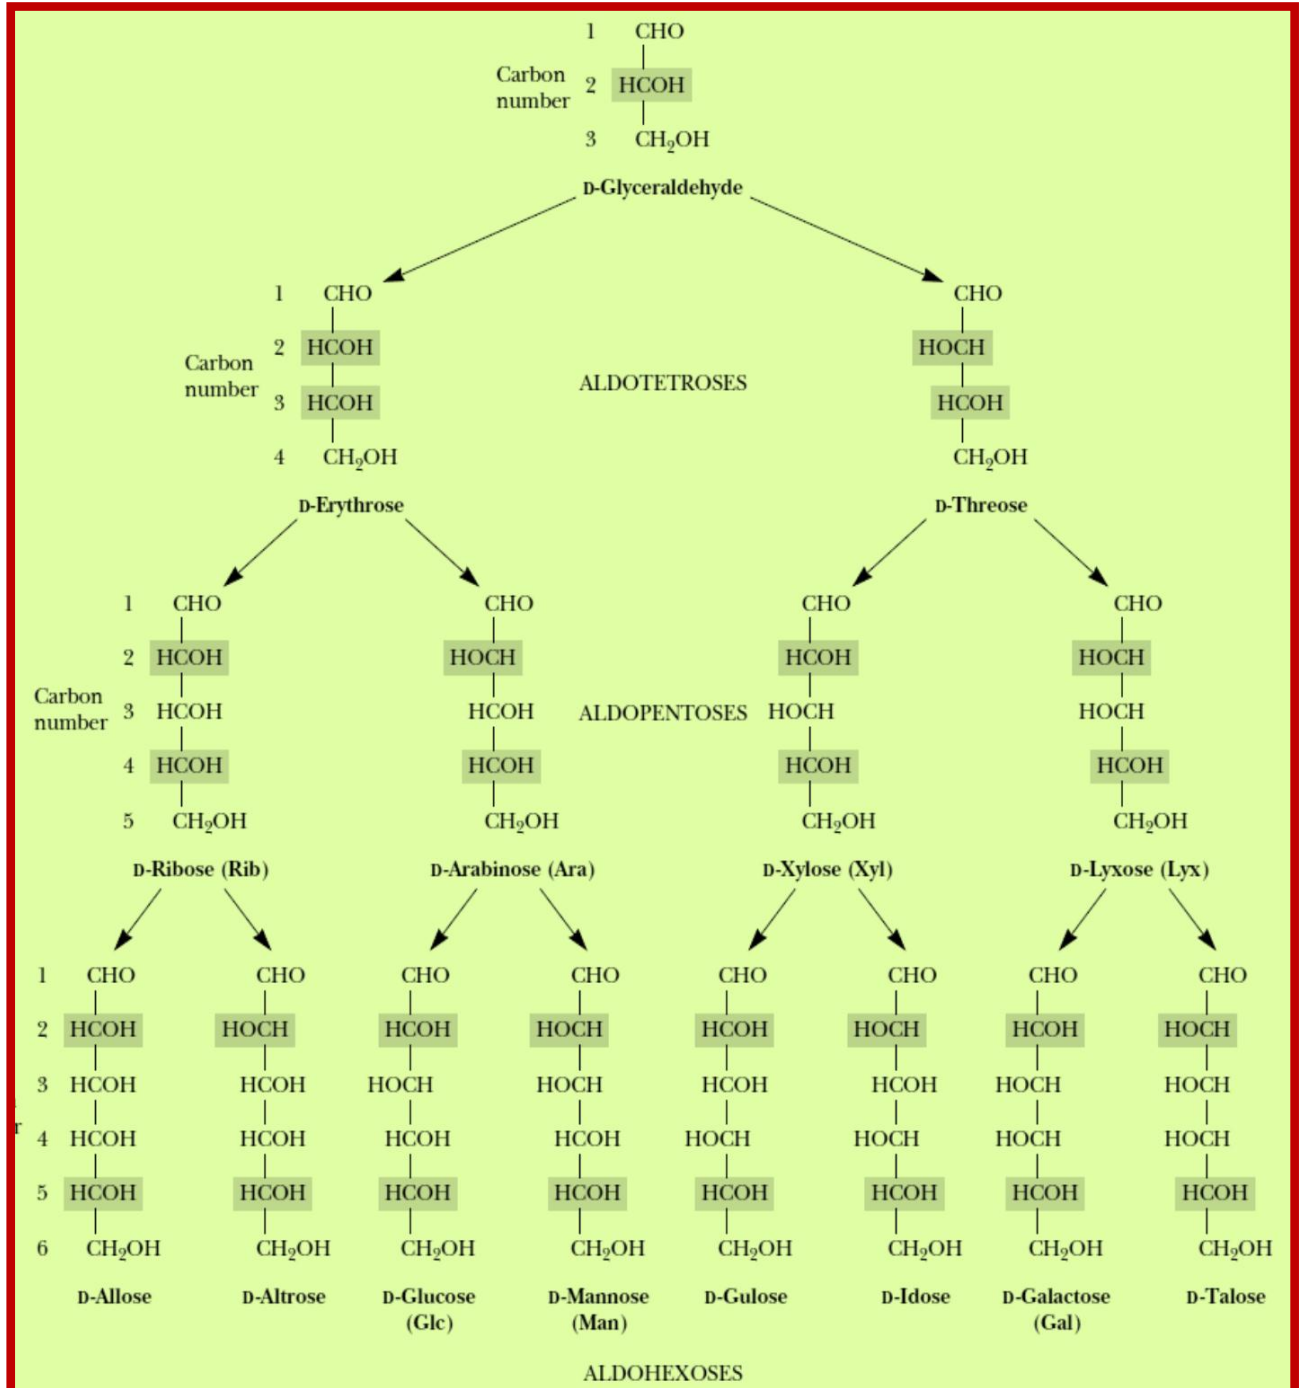 1 CHO
Carbon number 2 HCOH
3 CH₂OH
D-Glyceraldehyde
1 CHO CHO
2 HCOH HOCH
Carbon number ALDOTETROSES
3 HCOH HCOH
4 CH₂OH CH₂OH
D-Erythrose D-Threose
1 CHO CHO CHO CHO
2 HCOH HOCH HCOH HOCH
Carbon number 3 HCOH HCOH ALDOPENTOSES HOCH HOCH
4 HCOH HCOH HCOH HCOH
5 CH₂OH CH₂OH CH₂OH CH₂OH
D-Ribose (Rib) D-Arabinose (Ara) D-Xylose (Xyl) D-Lyxose (Lyx)
1 CHO CHO CHO CHO CHO CHO CHO CHO
2 HCOH HOCH HCOH HOCH HCOH HOCH HCOH HOCH
3 HCOH HCOH HOCH HOCH HCOH HCOH HOCH HOCH
r 4 HCOH HCOH HCOH HCOH HOCH HOCH HOCH HOCH
5 HCOH HCOH HCOH HCOH HCOH HCOH HCOH HCOH
6 CH₂OH CH₂OH CH₂OH CH₂OH CH₂OH CH₂OH CH₂OH CH₂OH
D-Allose D-Altrose D-Glucose D-Mannose D-Gulose D-Idose D-Galactose D-Talose
(Glc) (Man) (Gal)
ALDOHEXOSES